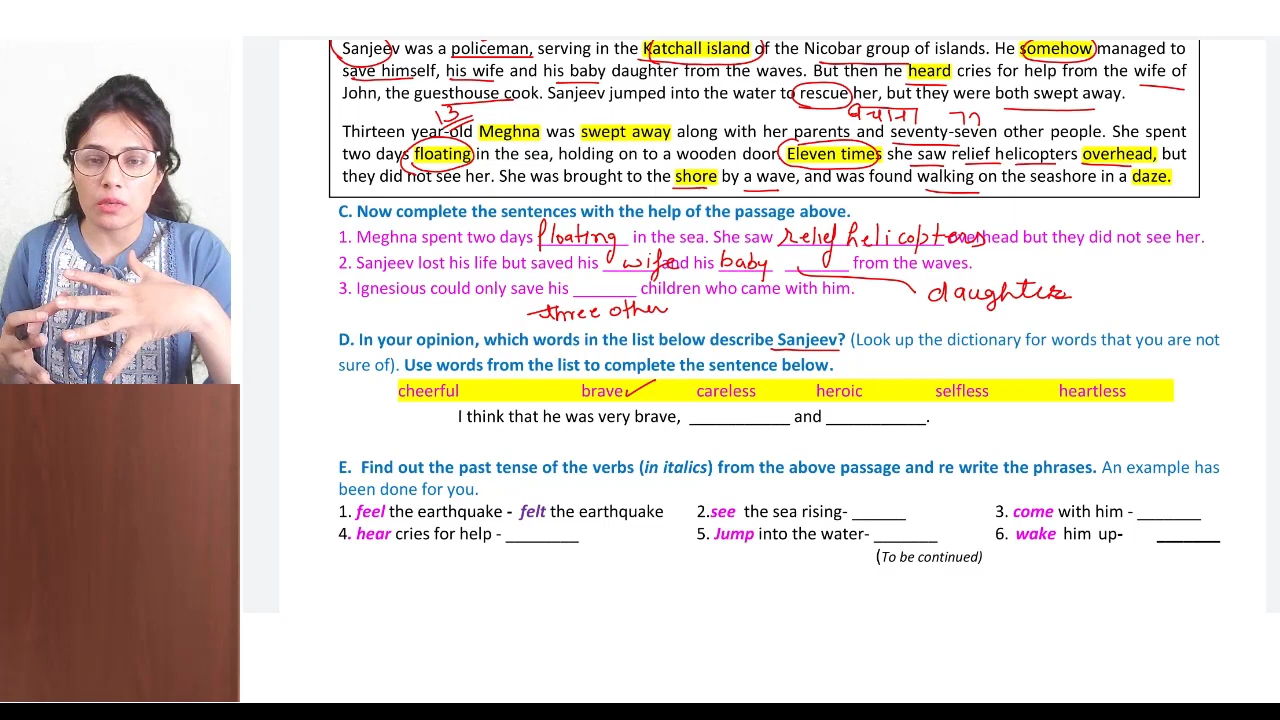 Sanjeev was a policeman, serving in the Katchall island of the Nicobar group of islands. He somehow managed to
save himself, his wife and his baby daughter from the waves. But then he heard cries for help from the wife of
John, the guesthouse cook. Sanjeev jumped into the water to rescue her, but they were both swept away.
13 बचाना 77
Thirteen year-old Meghna was swept away along with her parents and seventy-seven other people. She spent
two days floating in the sea, holding on to a wooden door. Eleven times she saw relief helicopters overhead, but
they did not see her. She was brought to the shore by a wave, and was found walking on the seashore in a daze.
C. Now complete the sentences with the help of the passage above.
1. Meghna spent two days floating in the sea. She saw relief helicopters overhead but they did not see her.
2. Sanjeev lost his life but saved his wife and his baby ______ from the waves.
daughter
3. Ignesious could only save his ______ children who came with him.
three other
D. In your opinion, which words in the list below describe Sanjeev? (Look up the dictionary for words that you are not
sure of). Use words from the list to complete the sentence below.
cheerful brave careless heroic selfless heartless
I think that he was very brave, ____________ and ____________.
E. Find out the past tense of the verbs (in italics) from the above passage and re write the phrases. An example has
been done for you.
1. feel the earthquake - felt the earthquake 2.see the sea rising- ______ 3. come with him - _______
4. hear cries for help - ________ 5. Jump into the water- _______ 6. wake him up- _______
(To be continued)